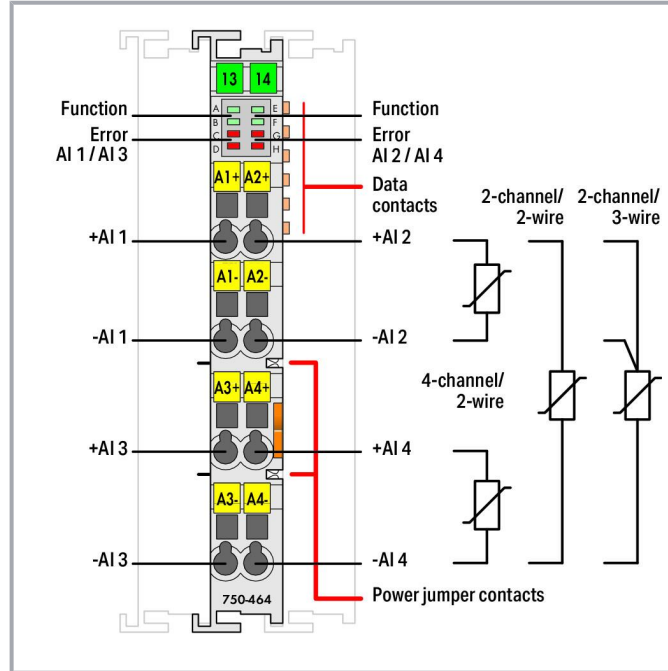 13 14
Function
A E
Function
B F
Error
C G
Error
AI 1 / AI 3
D H
AI 2 / AI 4
A1+ A2+
Data
contacts
2-channel/
2-wire
2-channel/
3-wire
+AI 1
+AI 2
A1- A2-
-AI 1
-AI 2
A3+ A4+
4-channel/
2-wire
+AI 3
+AI 4
A3- A4-
-AI 3
-AI 4
750-464
Power jumper contacts